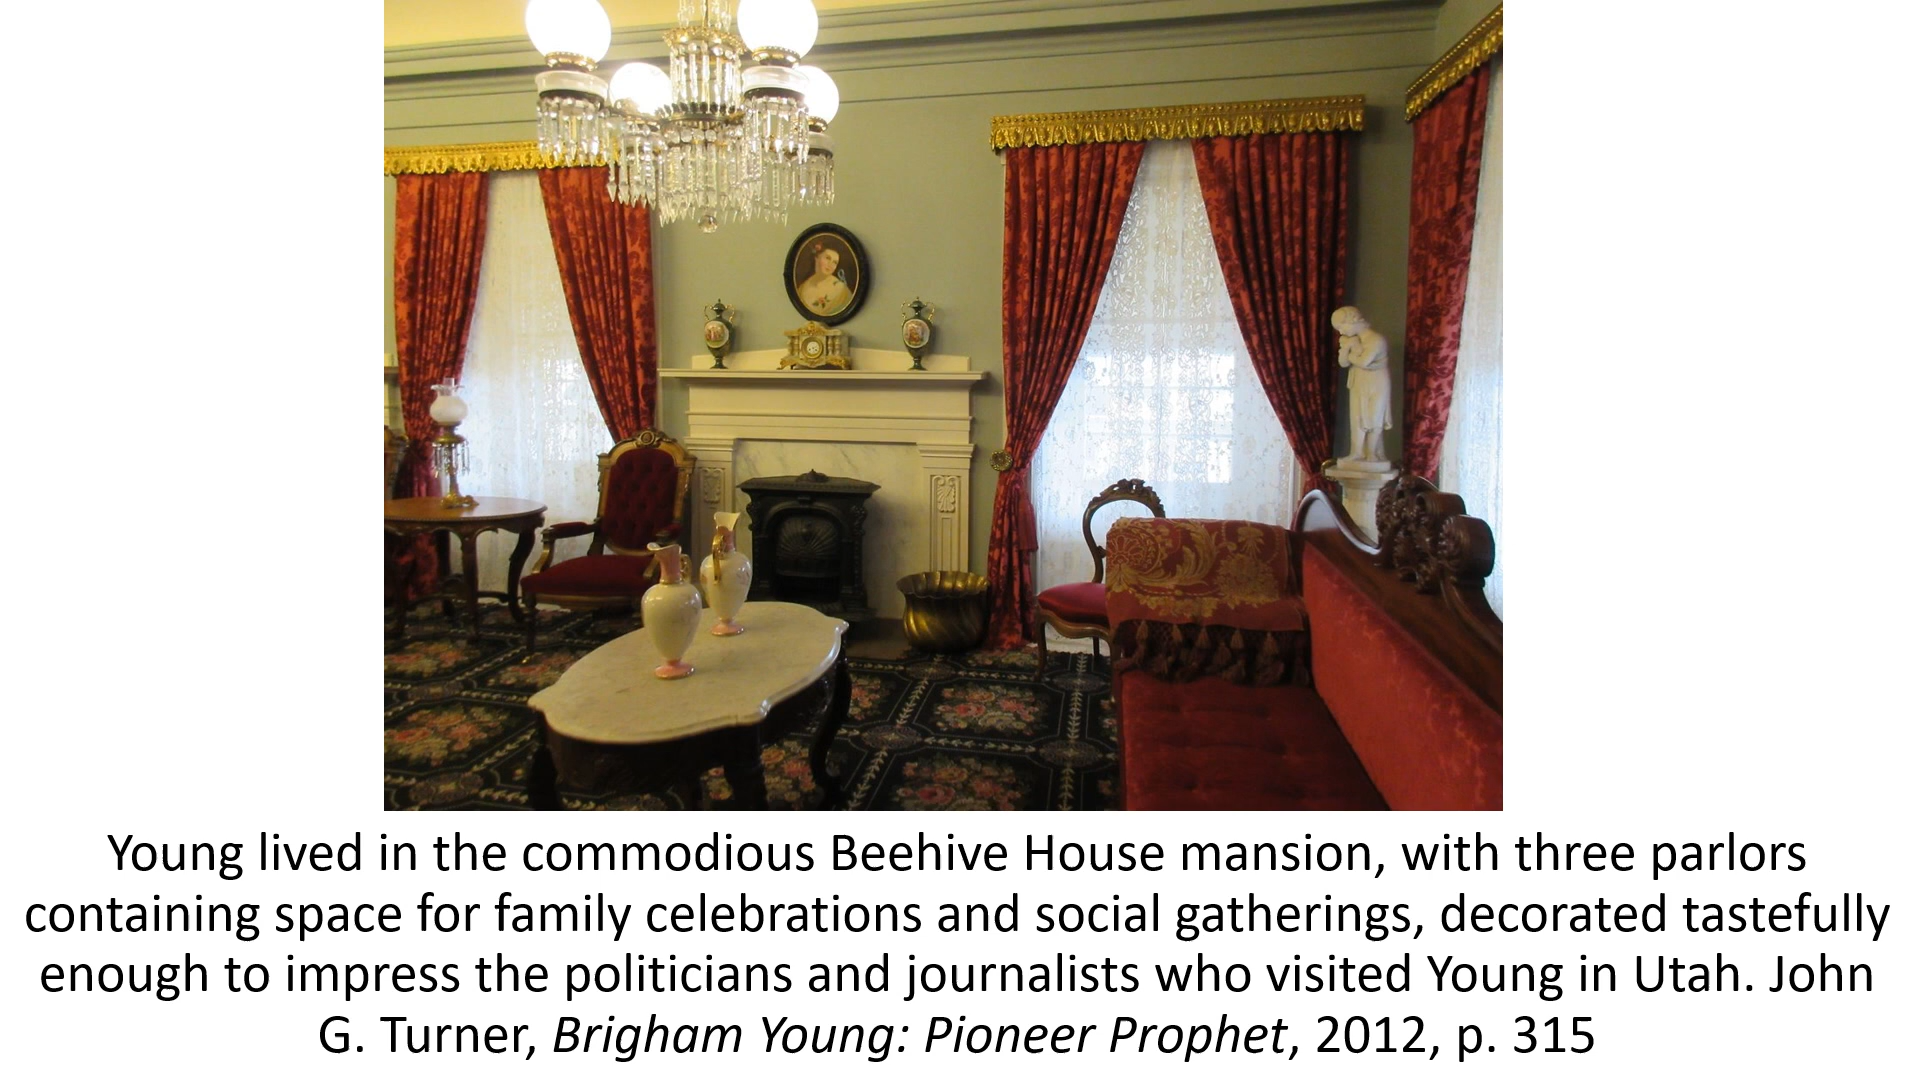 Young lived in the commodious Beehive House mansion, with three parlors
containing space for family celebrations and social gatherings, decorated tastefully
enough to impress the politicians and journalists who visited Young in Utah. John
G. Turner, Brigham Young: Pioneer Prophet, 2012, p. 315